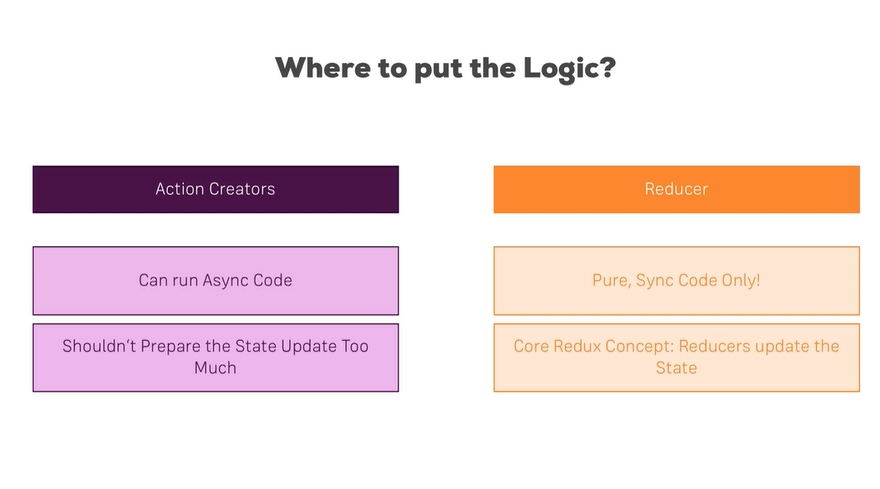 Where to put the Logic?
Action Creators
Can run Async Code
Shouldn’t Prepare the State Update Too
Much
Reducer
Pure, Sync Code Only!
Core Redux Concept: Reducers update the
State